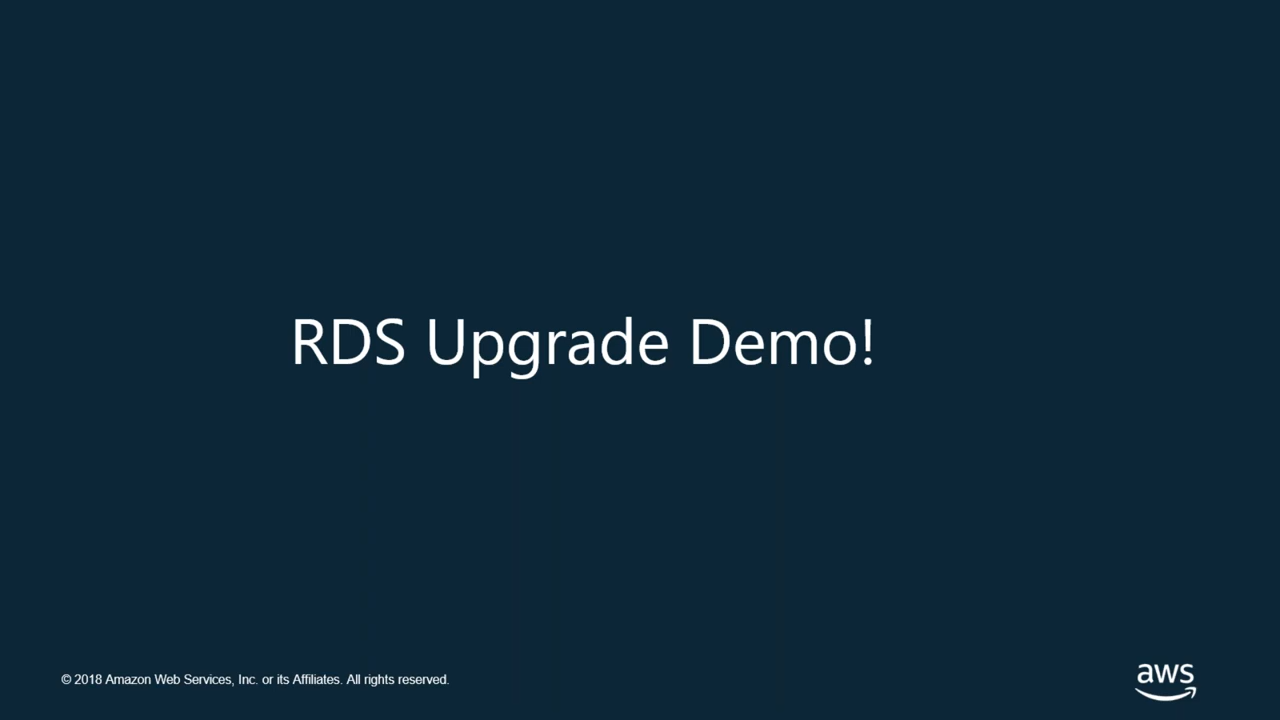 RDS Upgrade Demo!
© 2018 Amazon Web Services, Inc. or its Affiliates. All rights reserved.
aws